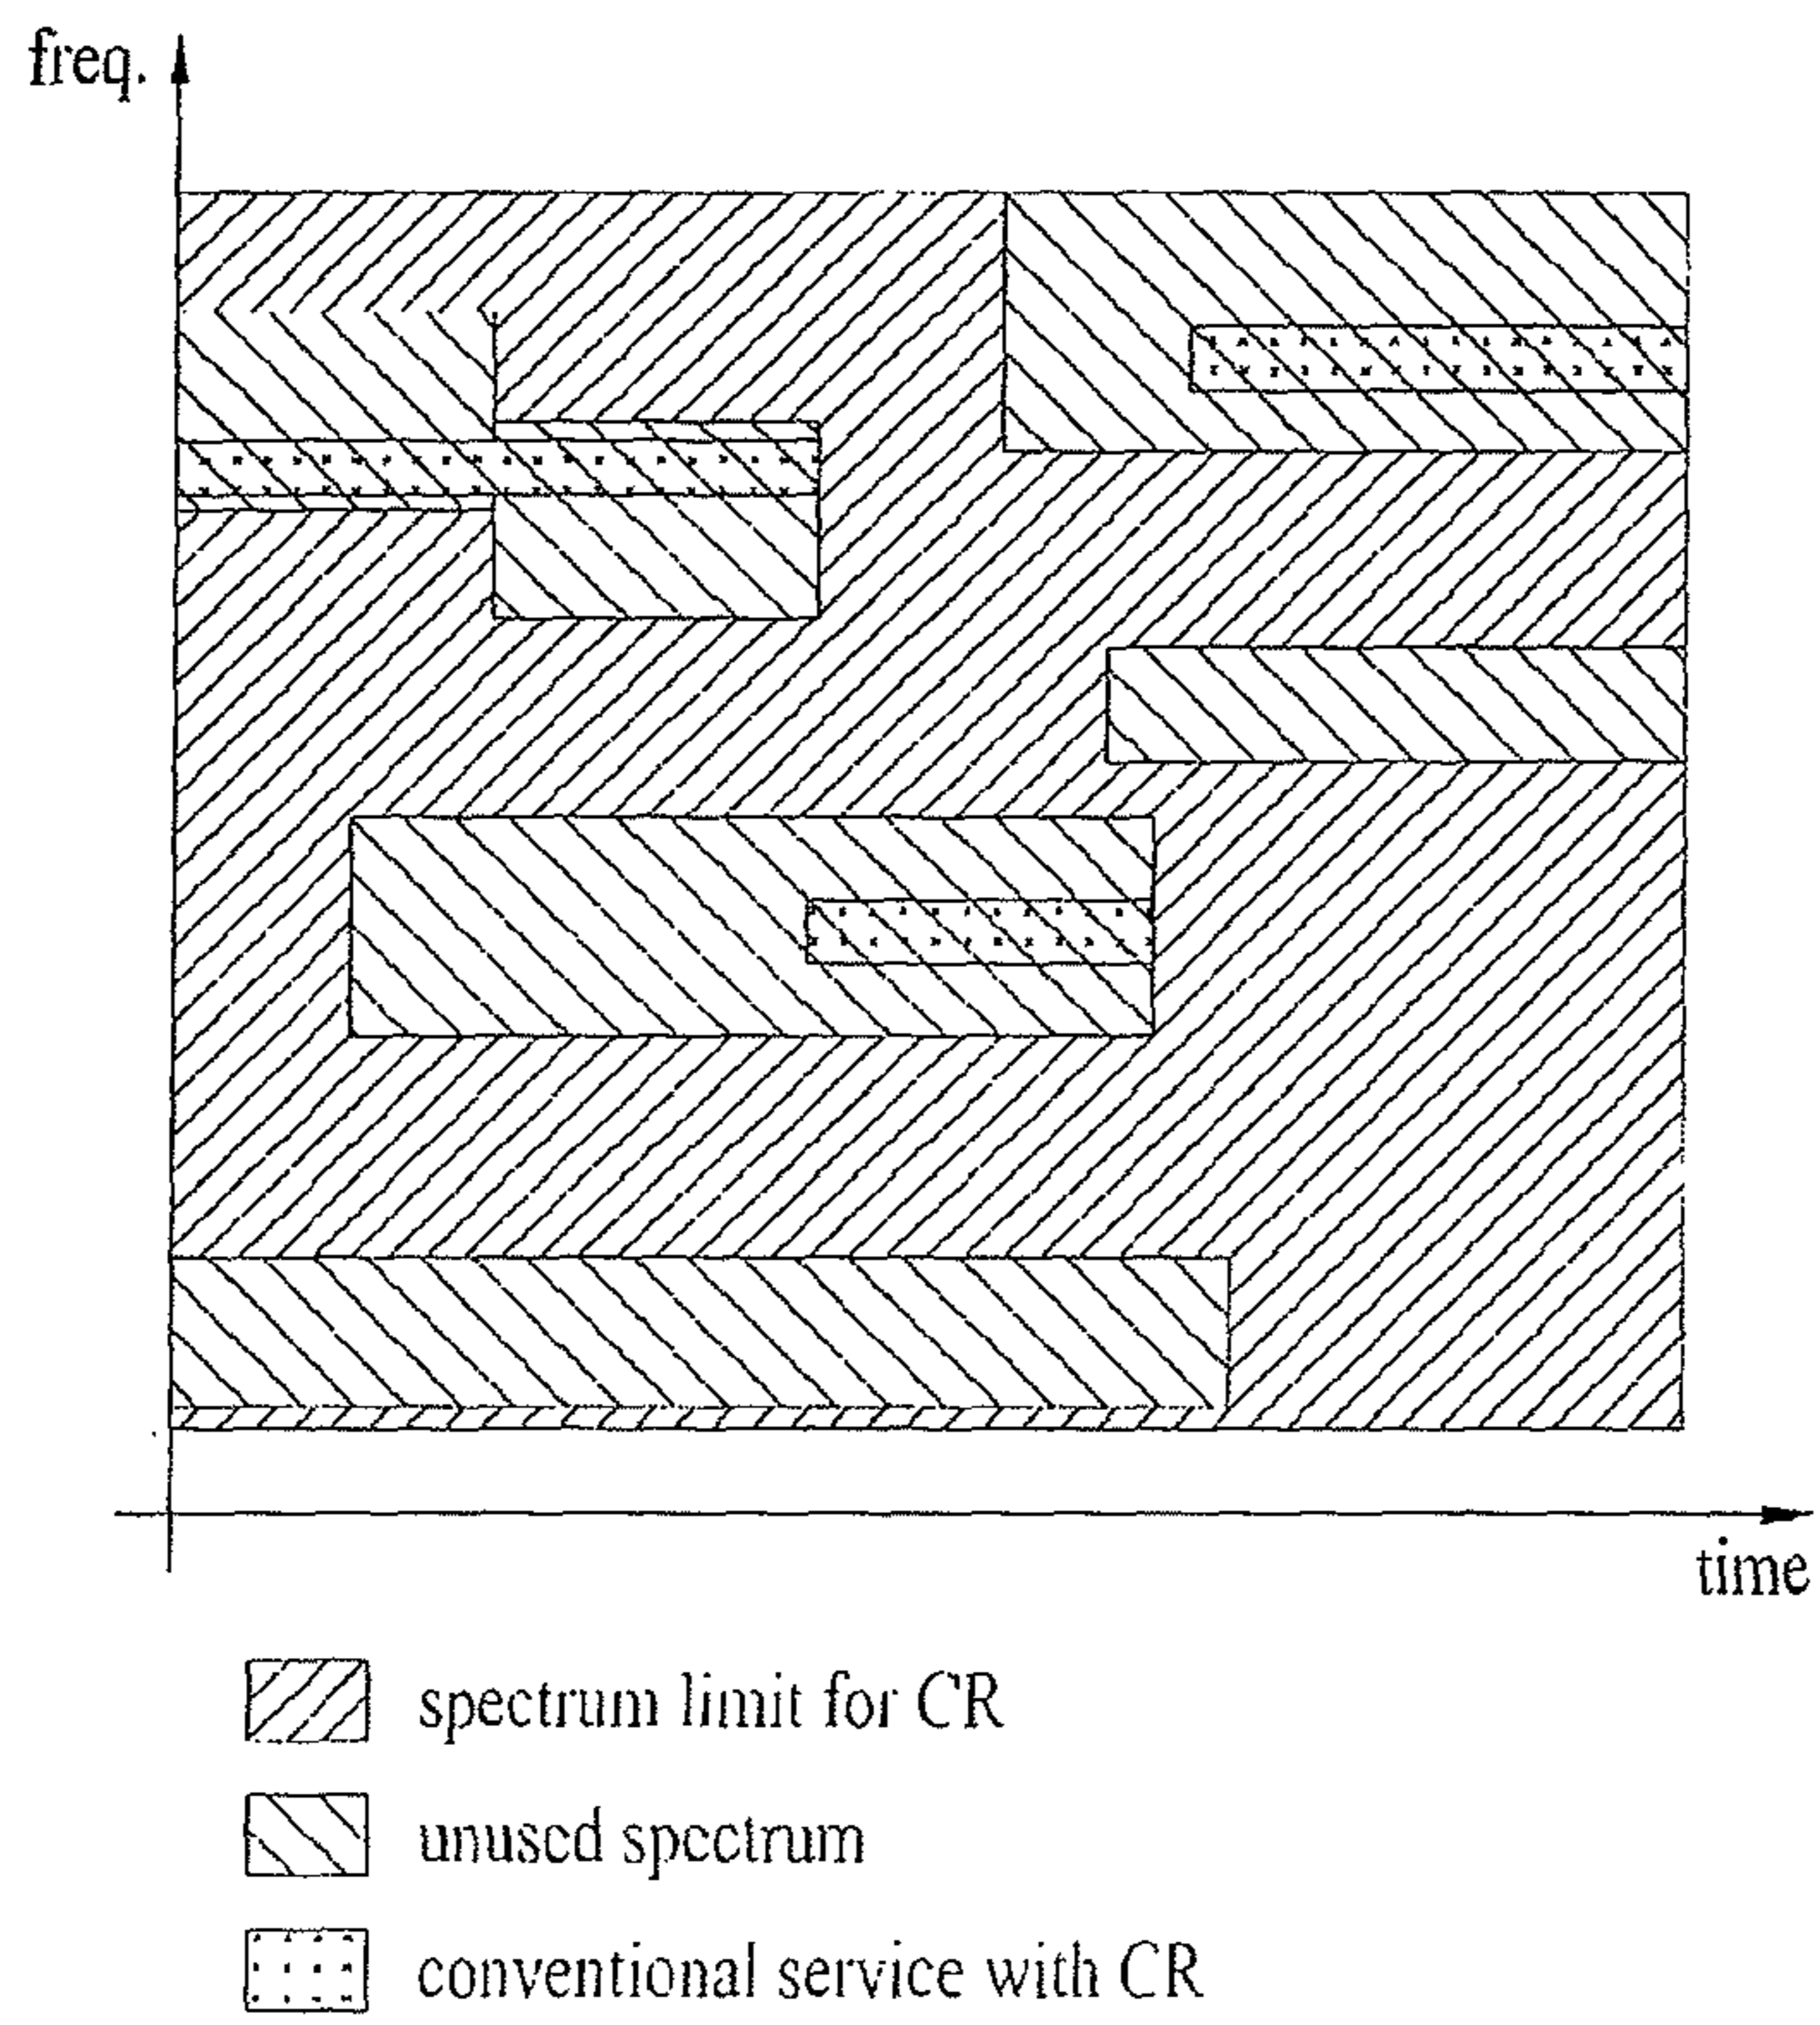 freq.
time
spectrum limit for CR
unused spectrum
conventional service with CR